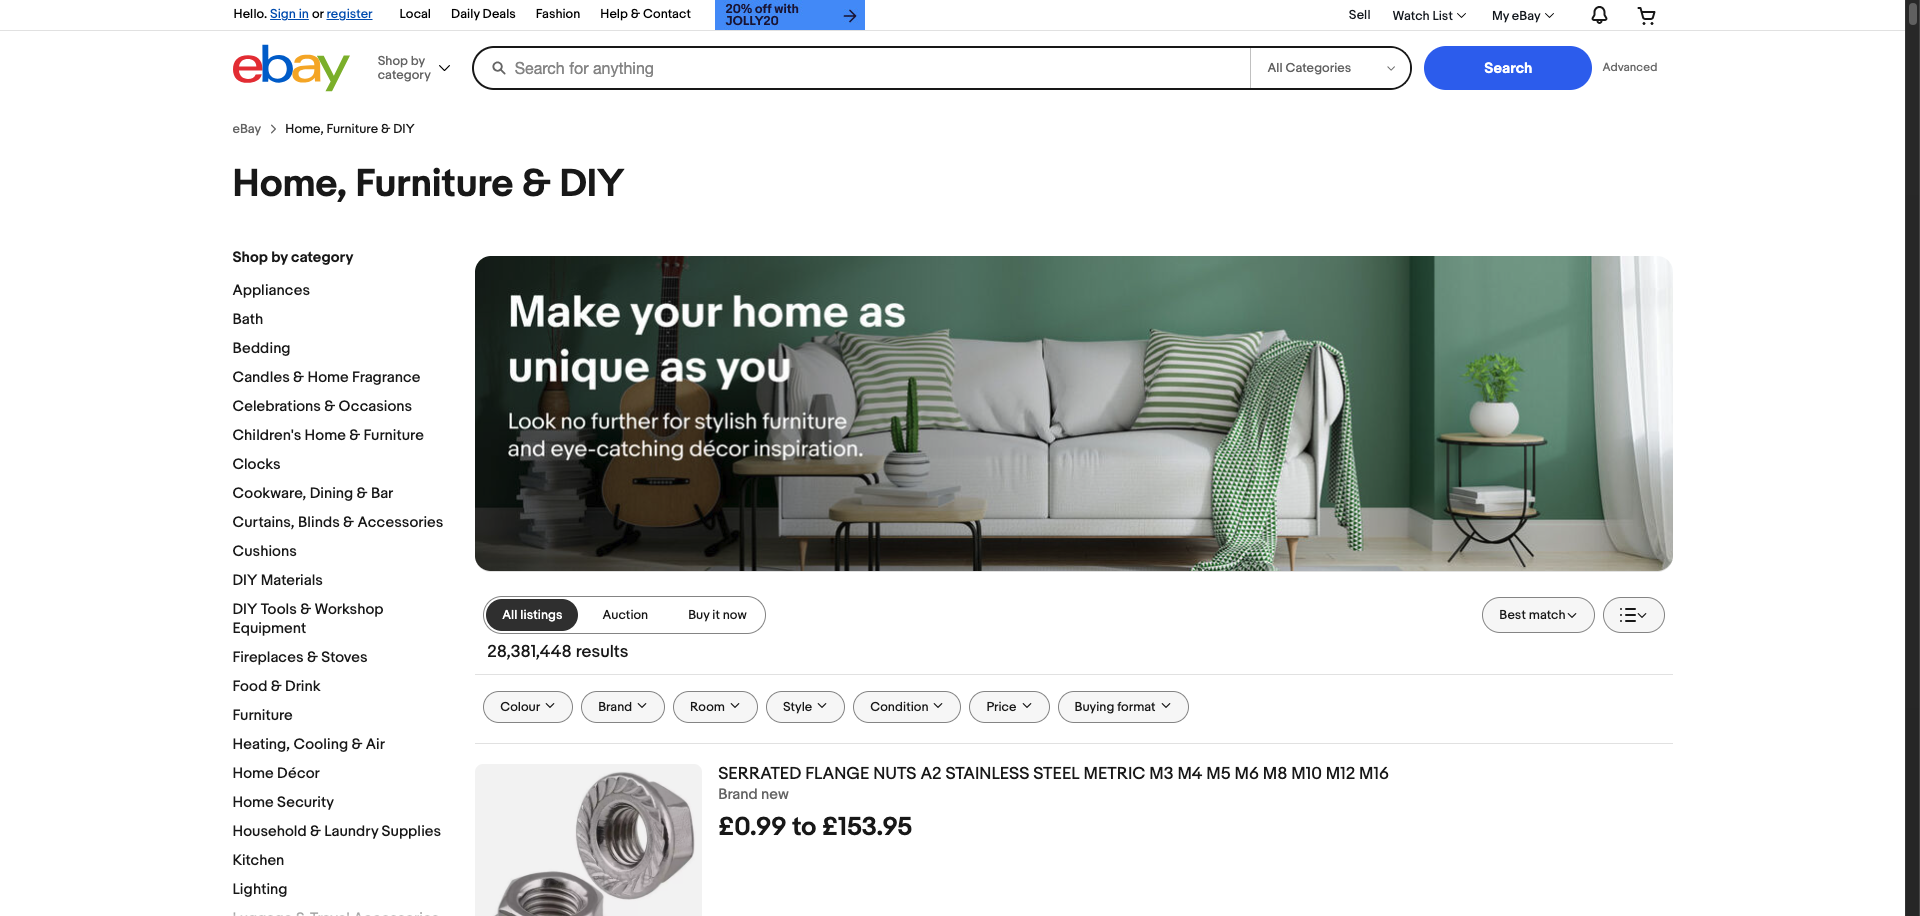 Hello. Sign in or register
Local
Daily Deals
Fashion
Help & Contact
20% off with
JOLLY20
Sell
Watch List
My eBay
ebay
Shop by
category
Search for anything
All Categories
Search
Advanced
eBay
Home, Furniture & DIY
Home, Furniture & DIY
Shop by category
Appliances
Bath
Bedding
Candles & Home Fragrance
Celebrations & Occasions
Children's Home & Furniture
Clocks
Cookware, Dining & Bar
Curtains, Blinds & Accessories
Cushions
DIY Materials
DIY Tools & Workshop
Equipment
Fireplaces & Stoves
Food & Drink
Furniture
Heating, Cooling & Air
Home Décor
Home Security
Household & Laundry Supplies
Kitchen
Lighting
Luggage & Travel Accessories
Make your home as
unique as you
Look no further for stylish furniture
and eye-catching décor inspiration.
All listings
Auction
Buy it now
Best match
28,381,448 results
Colour
Brand
Room
Style
Condition
Price
Buying format
SERRATED FLANGE NUTS A2 STAINLESS STEEL METRIC M3 M4 M5 M6 M8 M10 M12 M16
Brand new
£0.99 to £153.95